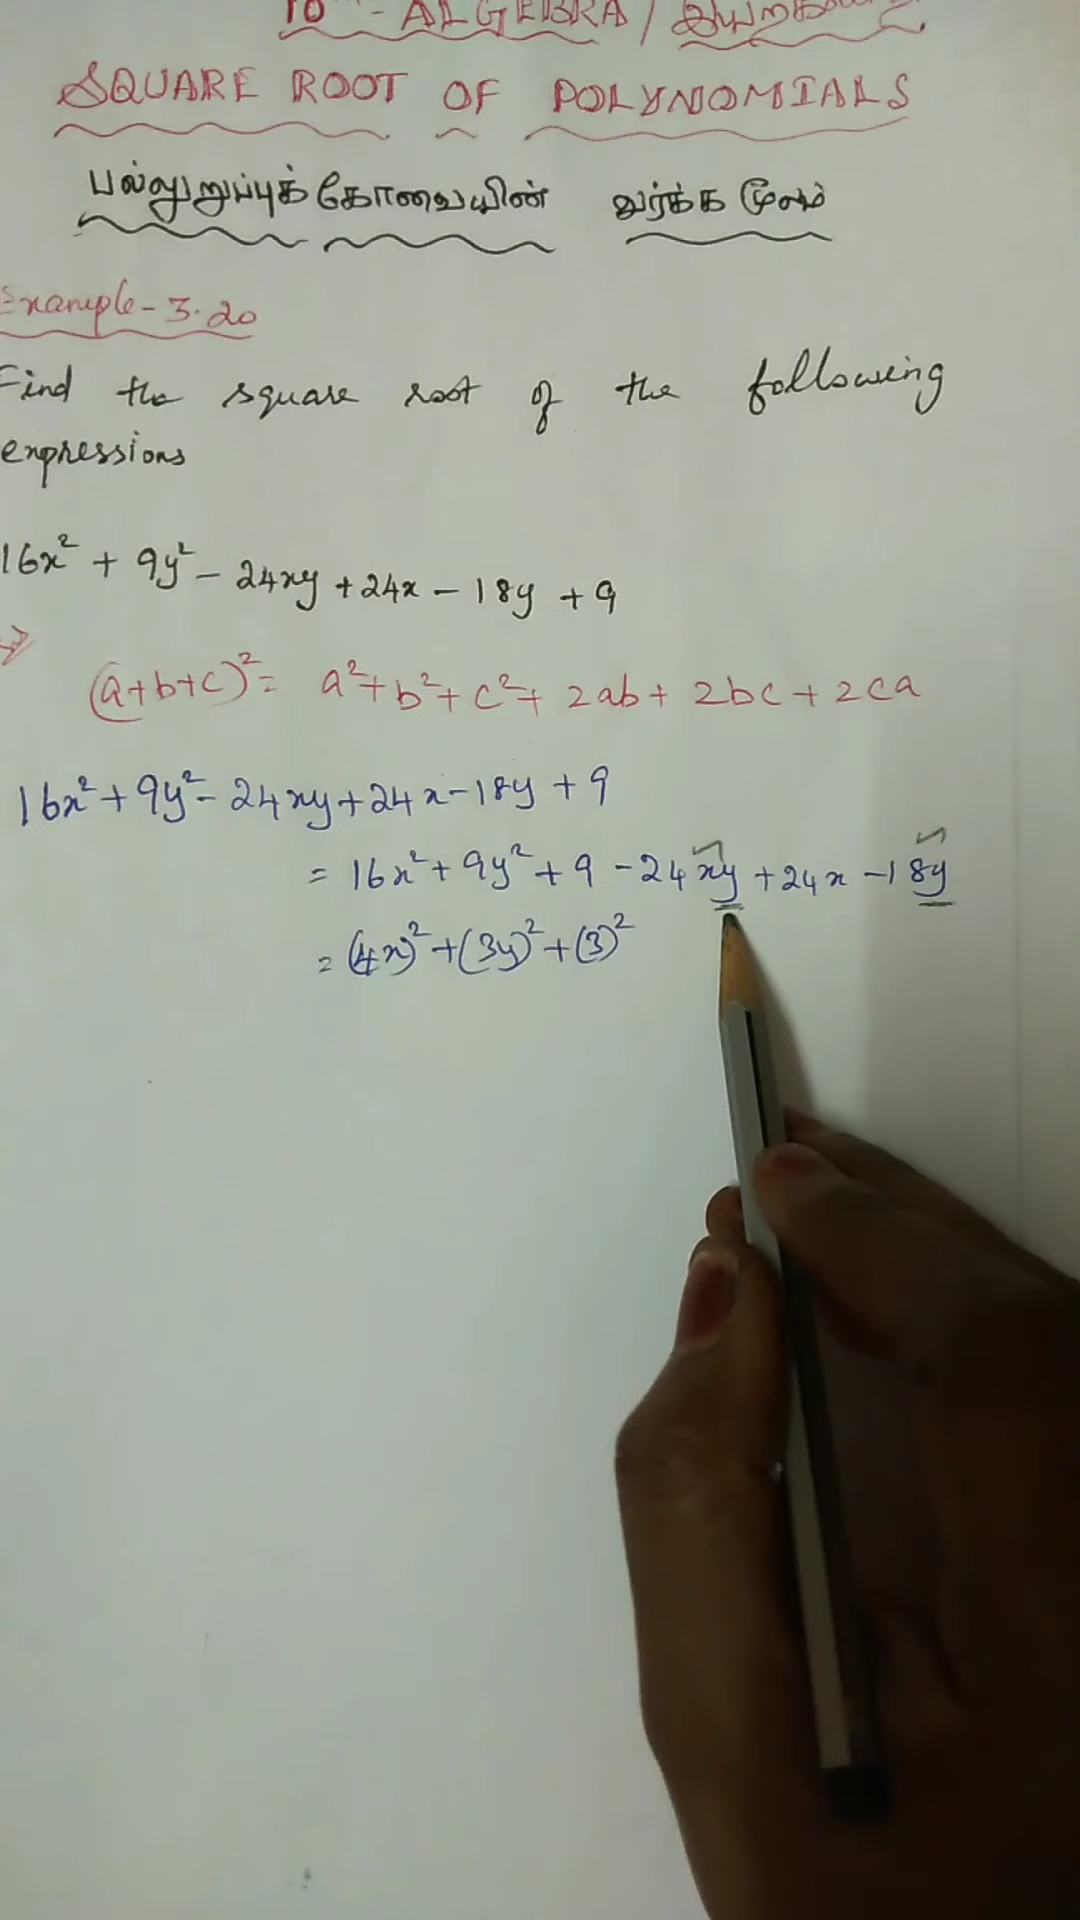 10 - ALGEBRA /
SQUARE ROOT OF POLYNOMIALS
பல்லுறுப்புக்கோவையின் வர்க்க மூலம்
Example - 3.20
Find the square root of the following
expressions
16x² + 9y² - 24xy + 24x - 18y + 9
(a+b+c)² = a² + b² + c² + 2ab + 2bc + 2ca
16x² + 9y² - 24xy + 24x - 18y + 9
= 16x² + 9y² + 9 - 24xy + 24x - 18y
= (4x)² + (3y)² + (3)²